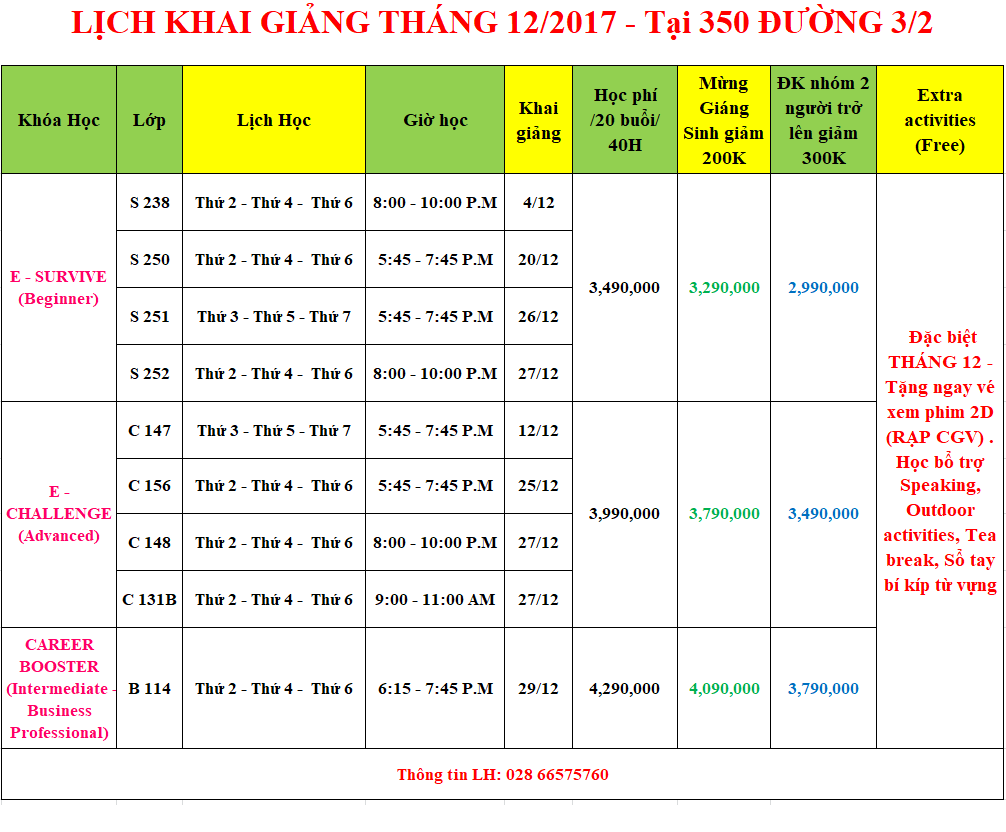 LỊCH KHAI GIẢNG THÁNG 12/2017 - Tại 350 ĐƯỜNG 3/2
Khóa Học
Lớp
Lịch Học
Giờ học
Khai
giảng
Học phí
/20 buổi/
40H
Mừng
Giáng
Sinh giảm
200K
ĐK nhóm 2
người trở
lên giảm
300K
Extra
activities
(Free)
E - SURVIVE
(Beginner)
S 238
Thứ 2 - Thứ 4 - Thứ 6
8:00 - 10:00 P.M
4/12
S 250
Thứ 2 - Thứ 4 - Thứ 6
5:45 - 7:45 P.M
20/12
S 251
Thứ 3 - Thứ 5 - Thứ 7
5:45 - 7:45 P.M
26/12
S 252
Thứ 2 - Thứ 4 - Thứ 6
8:00 - 10:00 P.M
27/12
3,490,000
3,290,000
2,990,000
E -
CHALLENGE
(Advanced)
C 147
Thứ 3 - Thứ 5 - Thứ 7
5:45 - 7:45 P.M
12/12
C 156
Thứ 2 - Thứ 4 - Thứ 6
5:45 - 7:45 P.M
25/12
C 148
Thứ 2 - Thứ 4 - Thứ 6
8:00 - 10:00 P.M
27/12
C 131B
Thứ 2 - Thứ 4 - Thứ 6
9:00 - 11:00 AM
27/12
3,990,000
3,790,000
3,490,000
CAREER
BOOSTER
(Intermediate -
Business
Professional)
B 114
Thứ 2 - Thứ 4 - Thứ 6
6:15 - 7:45 P.M
29/12
4,290,000
4,090,000
3,790,000
Đặc biệt
THÁNG 12 -
Tặng ngay vé
xem phim 2D
(RẠP CGV) .
Học bổ trợ
Speaking,
Outdoor
activities, Tea
break, Sổ tay
bí kíp từ vựng
Thông tin LH: 028 66575760